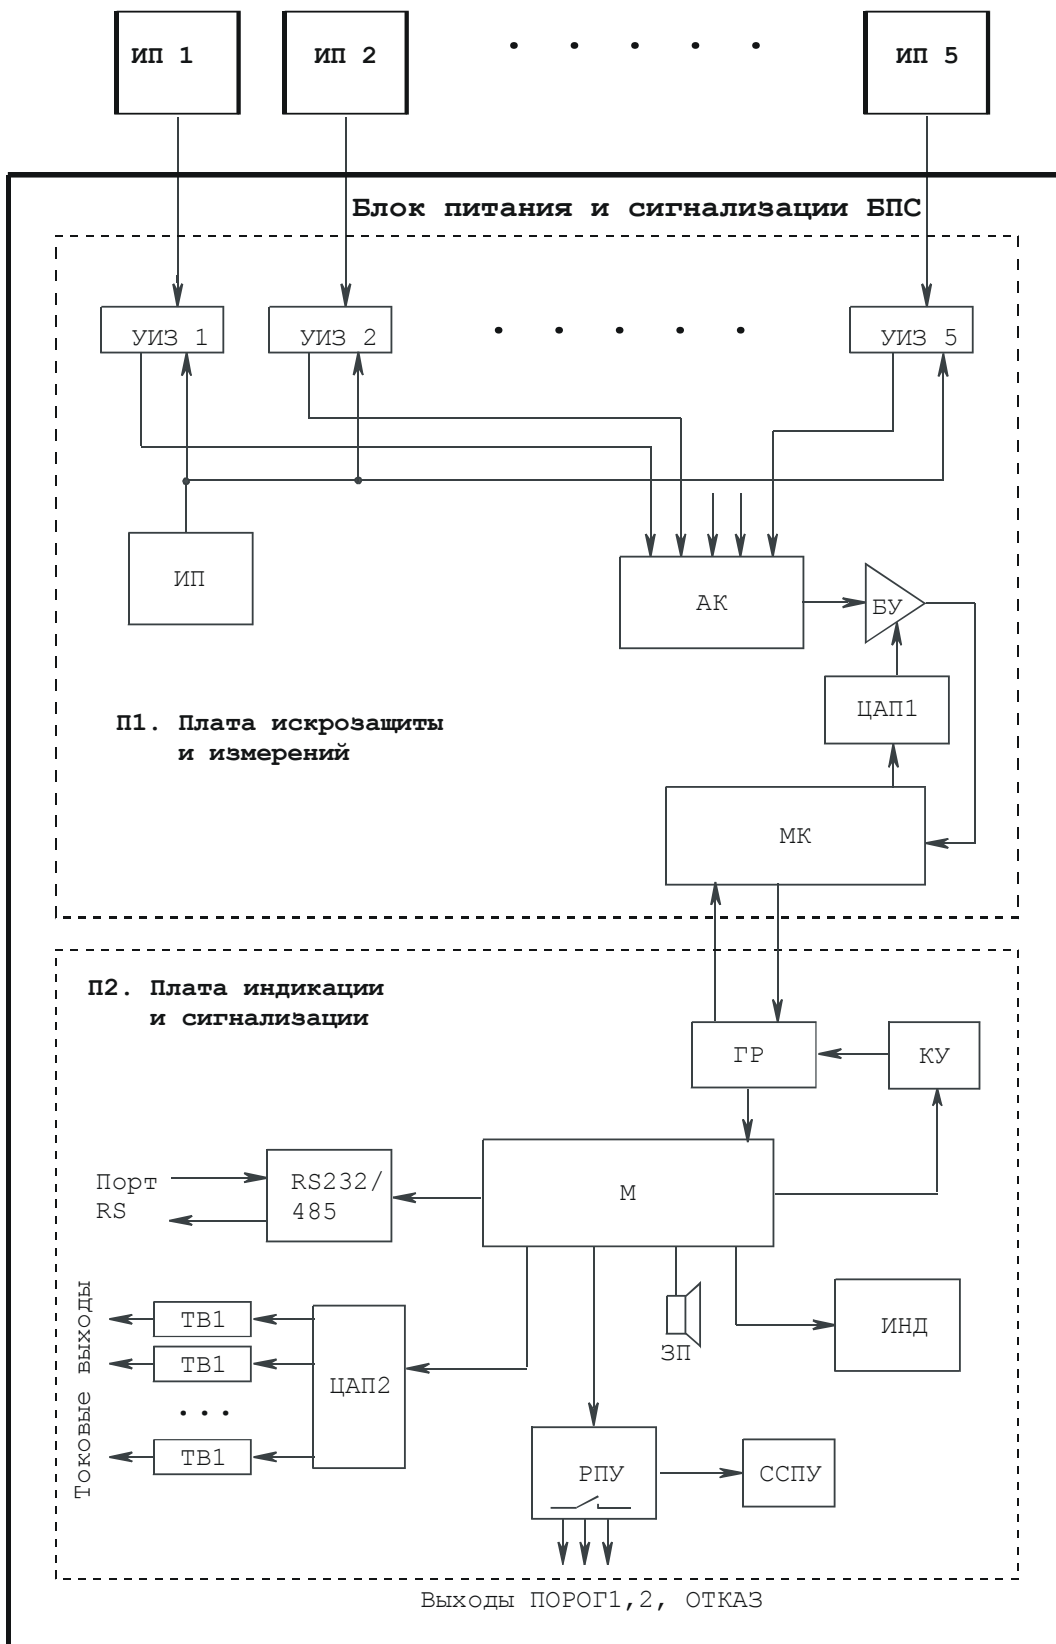 ИП 1
ИП 2
ИП 5
Блок питания и сигнализации БПС
УИЗ 1
УИЗ 2
УИЗ 5
ИП
АК
БУ
ЦАП1
П1. Плата искрозащиты
и измерений
МК
П2. Плата индикации
и сигнализации
ГР
КУ
Порт
RS
RS232/
485
М
Токовые выходы
ТВ1
ТВ1
ТВ1
ЦАП2
ЗП
ИНД
РПУ
ССПУ
Выходы ПОРОГ1,2, ОТКАЗ